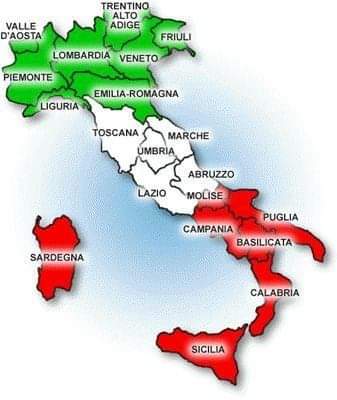 TRENTINO
ALTO
ADIGE
VALLE
D'AOSTA
FRIULI
LOMBARDIA
VENETO
PIEMONTE
EMILIA-ROMAGNA
LIGURIA
TOSCANA
MARCHE
UMBRIA
ABRUZZO
LAZIO
MOLISE
PUGLIA
CAMPANIA
BASILICATA
SARDEGNA
CALABRIA
SICILIA